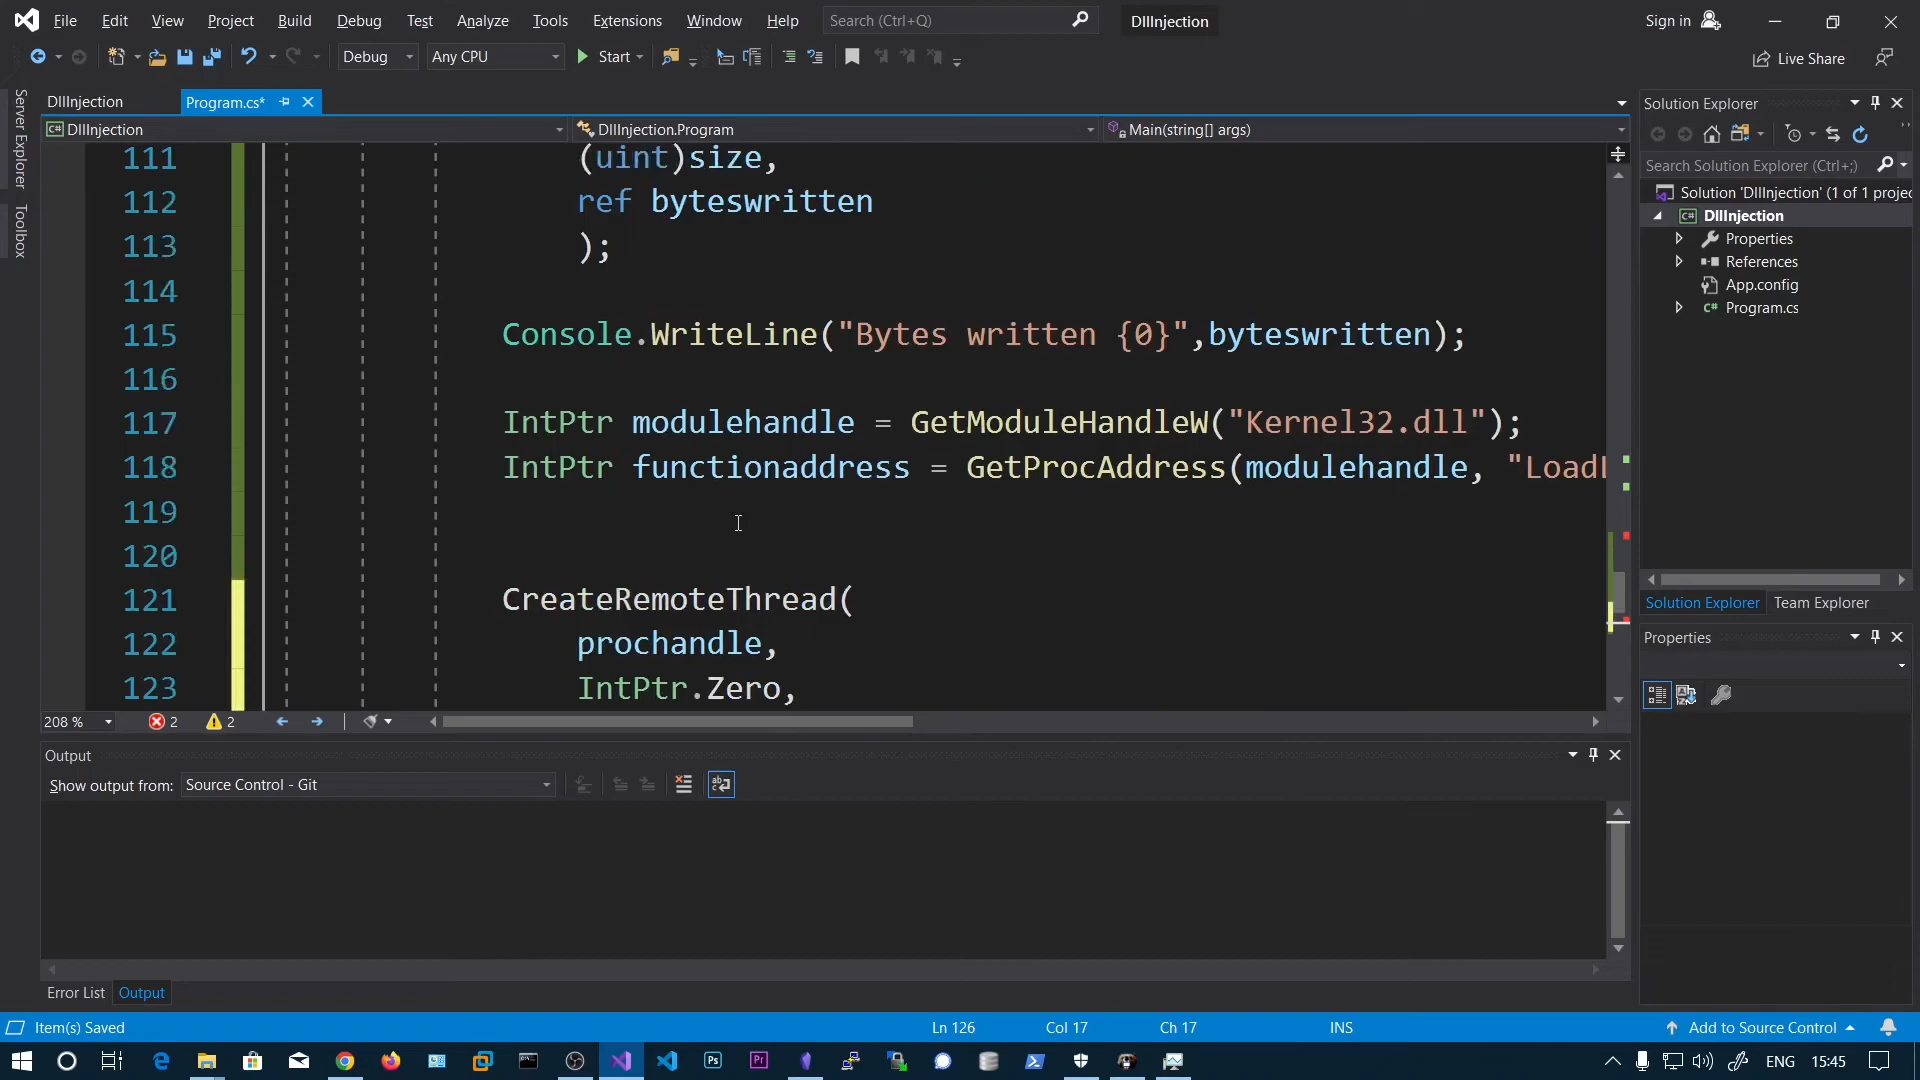 File Edit View Project Build Debug Test Analyze Tools Extensions Window Help Search (Ctrl+Q) DllInjection Sign in
Debug Any CPU Start Live Share
Server Explorer
Toolbox
DllInjection Program.cs*
DllInjection DllInjection.Program Main(string[] args)
111 (uint)size,
112 ref byteswritten
113 );
114
115 Console.WriteLine("Bytes written {0}",byteswritten);
116
117 IntPtr modulehandle = GetModuleHandleW("Kernel32.dll");
118 IntPtr functionaddress = GetProcAddress(modulehandle, "Load
119
120
121 CreateRemoteThread(
122 prochandle,
123 IntPtr.Zero,
208 % 2 2
Output
Show output from: Source Control - Git
Error List Output
Solution Explorer
Search Solution Explorer (Ctrl+;)
Solution 'DllInjection' (1 of 1 projec
C# DllInjection
Properties
References
App.config
C# Program.cs
Solution Explorer Team Explorer
Properties
Item(s) Saved Ln 126 Col 17 Ch 17 INS Add to Source Control
ENG 15:45